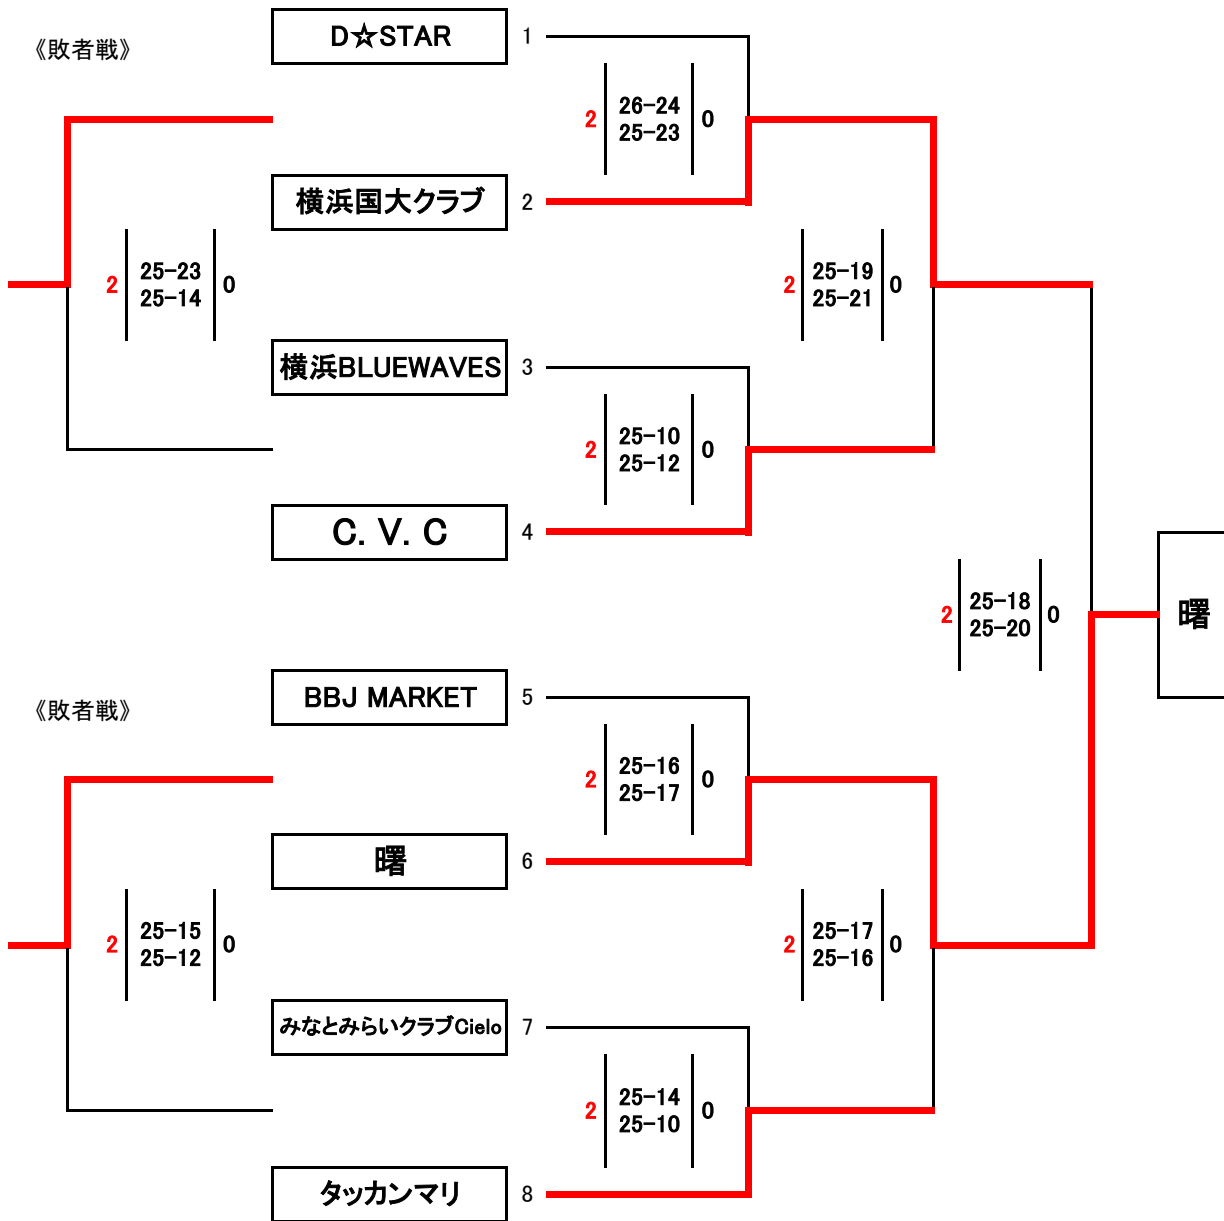 D☆STAR 1
《敗者戦》
2 26-24 0
25-23
横浜国大クラブ 2
2 25-23 0
25-14
2 25-19 0
25-21
横浜BLUEWAVES 3
2 25-10 0
25-12
C. V. C 4
2 25-18 0
25-20
曙
BBJ MARKET 5
《敗者戦》
2 25-16 0
25-17
曙 6
2 25-15 0
25-12
2 25-17 0
25-16
みなとみらいクラブCielo 7
2 25-14 0
25-10
タッカンマリ 8